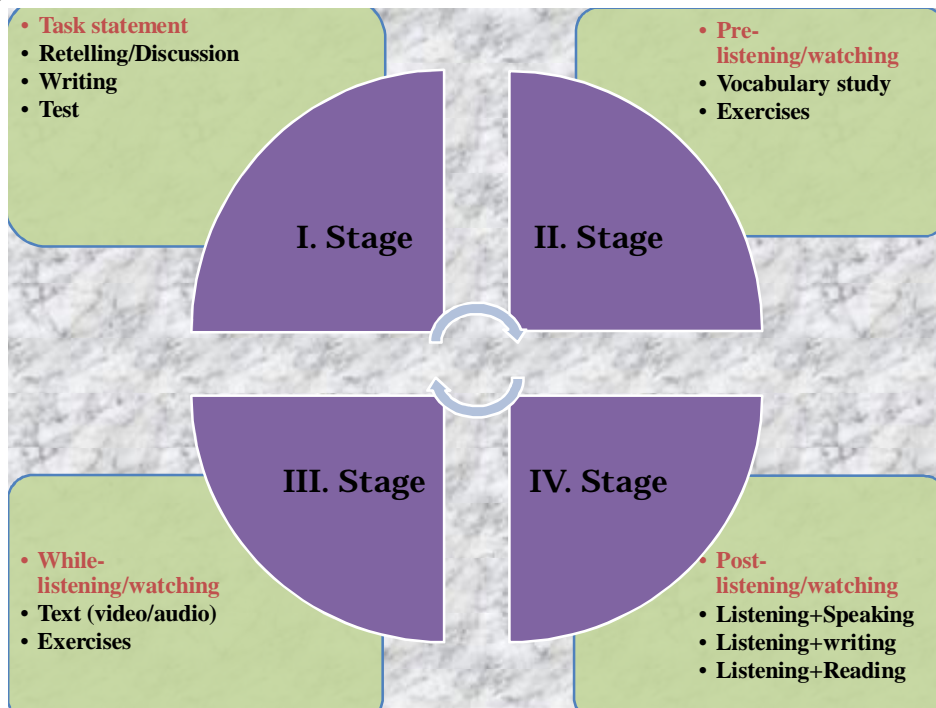 • Task statement
• Retelling/Discussion
• Writing
• Test
• Pre-
listening/watching
• Vocabulary study
• Exercises
I. Stage
II. Stage
III. Stage
IV. Stage
• While-
listening/watching
• Text (video/audio)
• Exercises
• Post-
listening/watching
• Listening+Speaking
• Listening+writing
• Listening+Reading